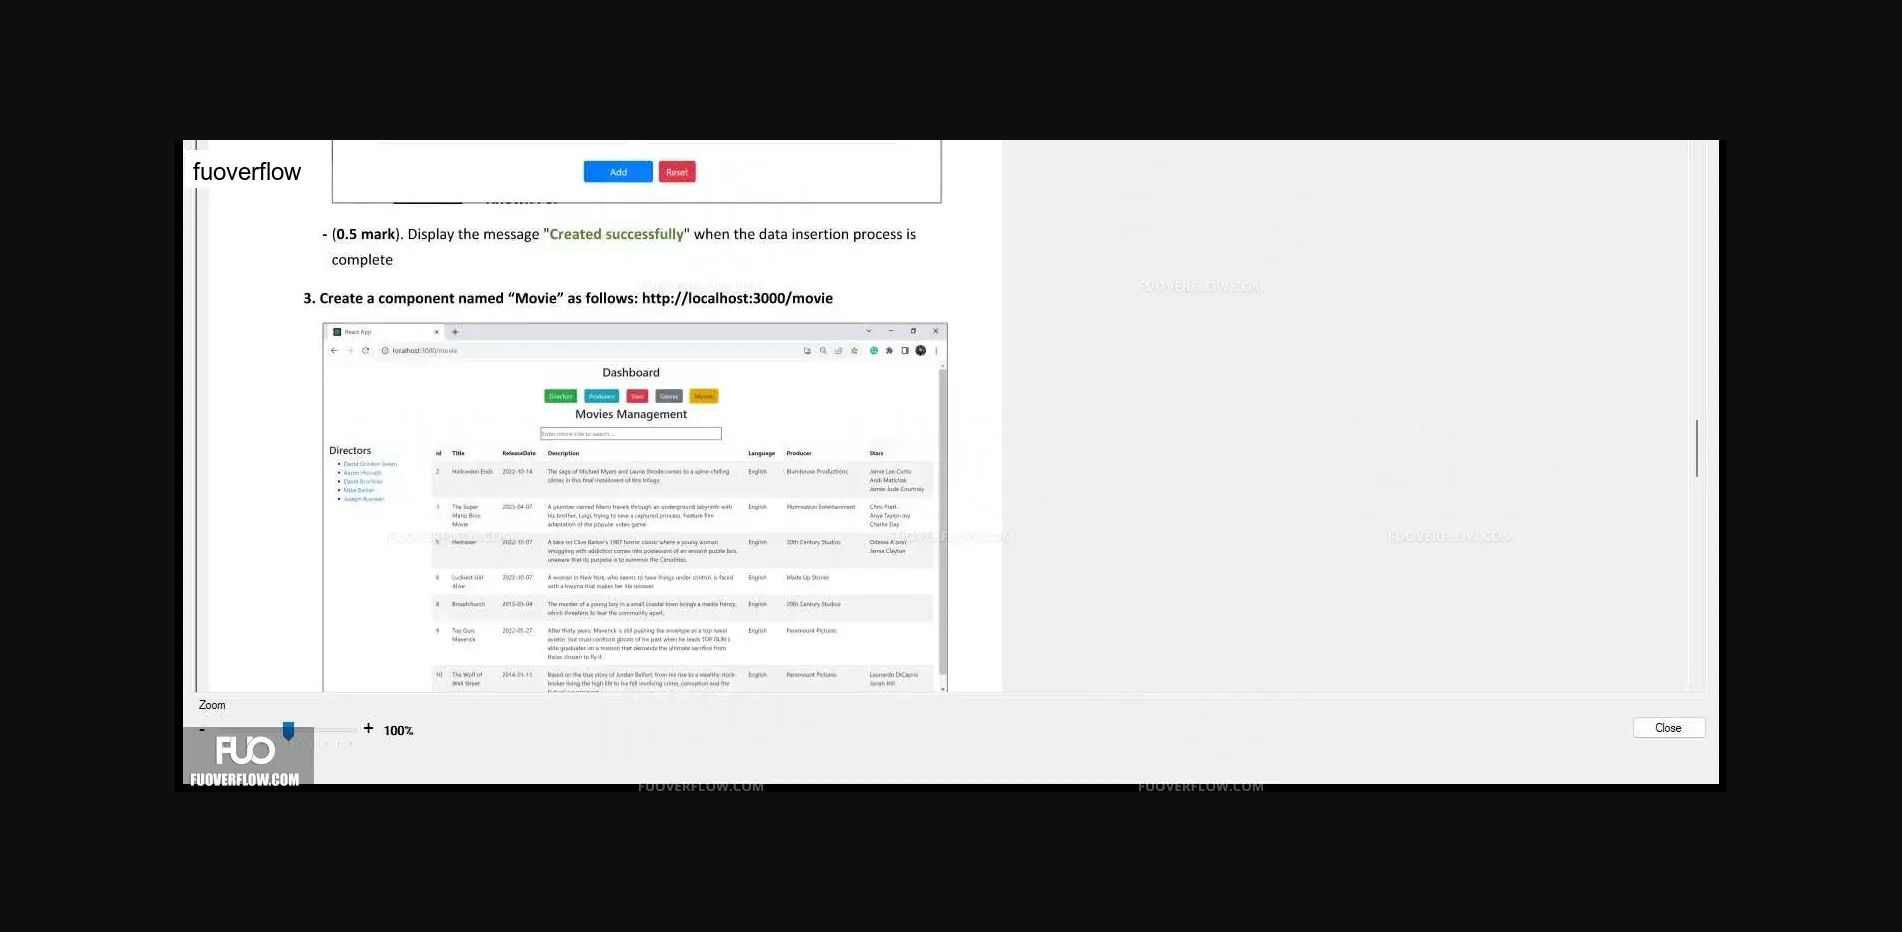 fuoverflow
Add Reset
- (0.5 mark). Display the message "Created successfully" when the data insertion process is
complete
3. Create a component named “Movie” as follows: http://localhost:3000/movie
React App
localhost:3000/movie
Dashboard
Directors Producers Stars Genres Movies
Movies Management
Enter movie title to search ...
Directors
David Gordon Green
Aaron Horvath
David Bruckner
Mike Barker
Joseph Kosinski
id Title ReleaseDate Description Language Producer Stars
2 Halloween Ends 2022-10-14 The saga of Michael Myers and Laurie Strode comes to a spine-chilling English Blumhouse Productions Jamie Lee Curtis
climax in this final installment of this trilogy. Andi Matichak
James Jude Courtney
3 The Super 2023-04-07 A plumber named Mario travels through an underground labyrinth with English Illumination Entertainment Chris Pratt
Mario Bros. his brother, Luigi, trying to save a captured princess. Feature film Anya Taylor-Joy
Movie adaptation of the popular video game. Charlie Day
5 Hellraiser 2022-10-07 A take on Clive Barker's 1987 horror classic where a young woman English 20th Century Studios Odessa A'zion
struggling with addiction comes into possession of an ancient puzzle box, Jamie Clayton
unaware that its purpose is to summon the Cenobites.
6 Luckiest Girl 2022-10-07 A woman in New York, who seems to have things under control, is faced English Made Up Stories
Alive with a trauma that makes her life unravel.
8 Broadchurch 2013-03-04 The murder of a young boy in a small coastal town brings a media frenzy, English 20th Century Studios
which threatens to tear the community apart.
9 Top Gun: 2022-05-27 After thirty years, Maverick is still pushing the envelope as a top naval English Paramount Pictures
Maverick aviator, but must confront ghosts of his past when he leads TOP GUN's
elite graduates on a mission that demands the ultimate sacrifice from
those chosen to fly it.
10 The Wolf of 2014-01-11 Based on the true story of Jordan Belfort, from his rise to a wealthy stock- English Paramount Pictures Leonardo DiCaprio
Wall Street broker living the high life to his fall involving crime, corruption and the Jonah Hill
Zoom
- + 100%
Close
FUO
FUOVERFLOW.COM
FUOVERFLOW.COM
FUOVERFLOW.COM
FUOVERFLOW.COM
FUOVERFLOW.COM
FUOVERFLOW.COM
FUOVERFLOW.COM